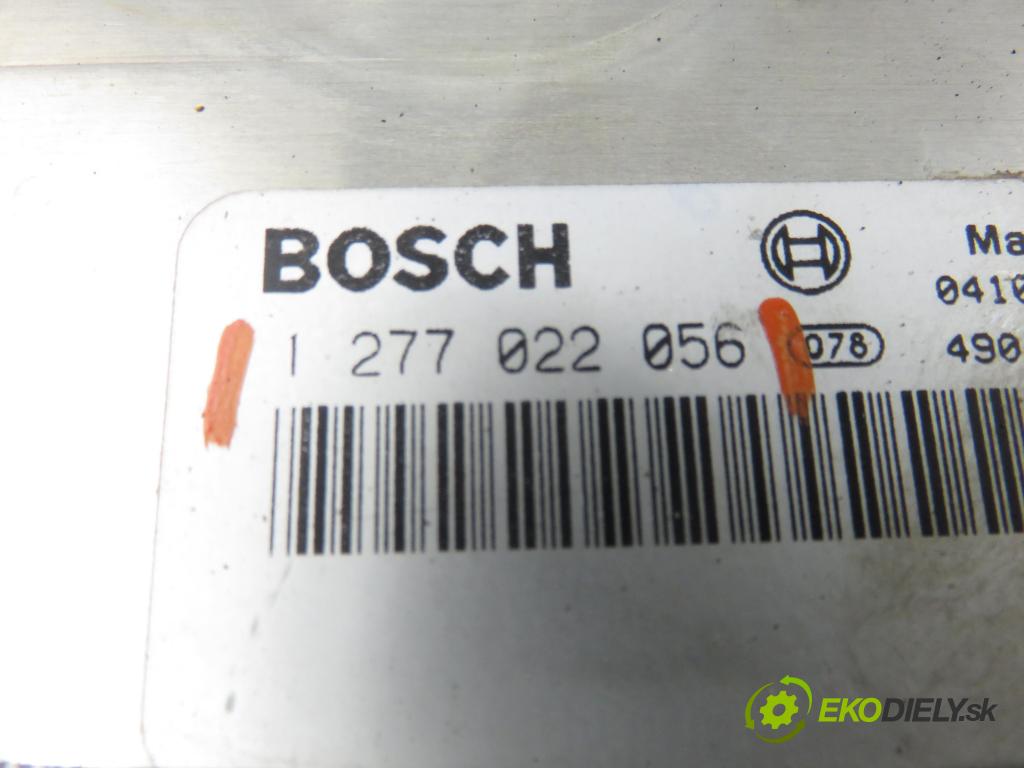 BOSCH
Ma
0410
1 277 022 056 078 490
EKODIELY.sk